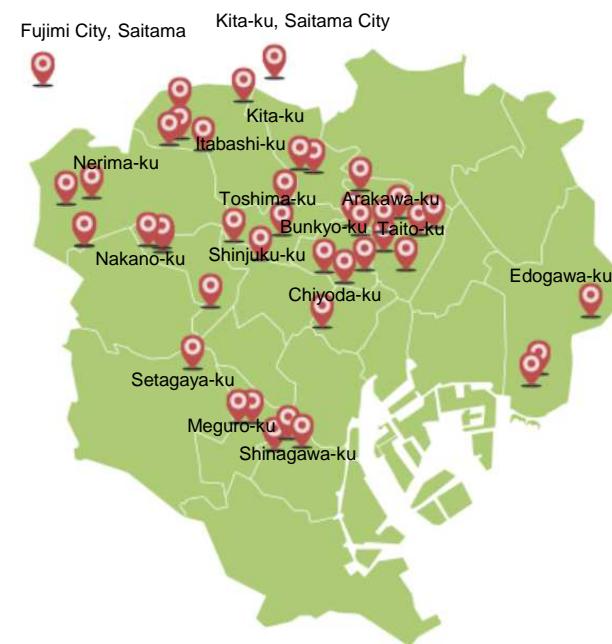 Fujimi City, Saitama
Kita-ku, Saitama City
Kita-ku
Itabashi-ku
Nerima-ku
Toshima-ku
Arakawa-ku
Bunkyo-ku
Taito-ku
Nakano-ku
Shinjuku-ku
Edogawa-ku
Chiyoda-ku
Setagaya-ku
Meguro-ku
Shinagawa-ku